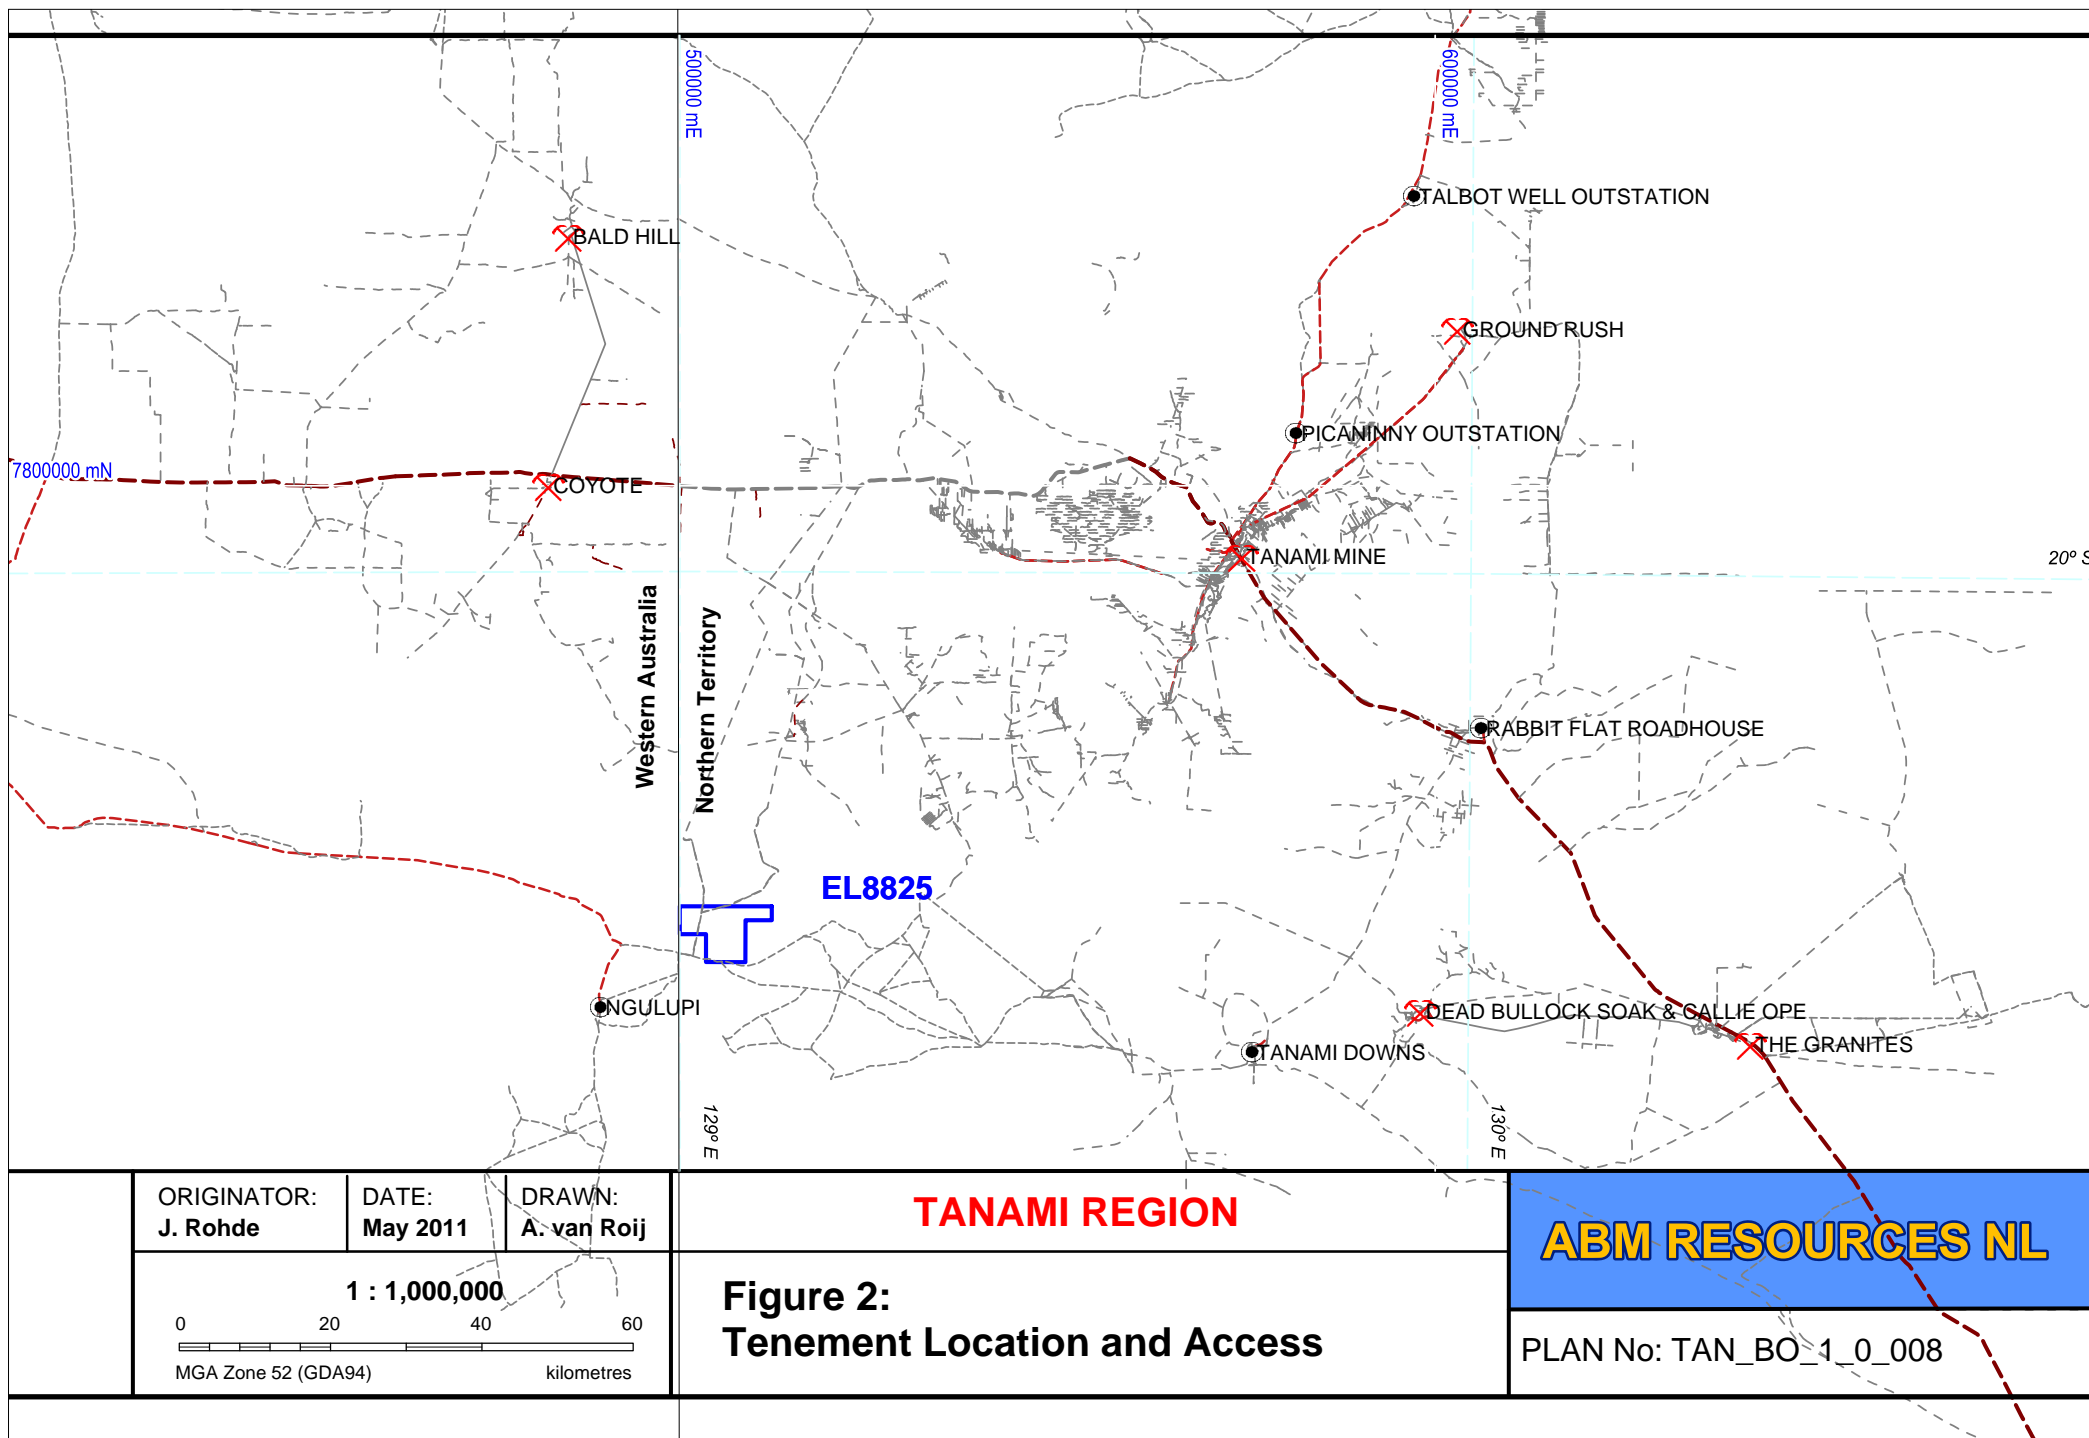 500000 mE
600000 mE
TALBOT WELL OUTSTATION
BALD HILL
GROUND RUSH
PICANINNY OUTSTATION
7800000 mN
COYOTE
TANAMI MINE
20º S
Western Australia
Northern Territory
RABBIT FLAT ROADHOUSE
EL8825
NGULUPI
DEAD BULLOCK SOAK & CALLIE OPE
TANAMI DOWNS
THE GRANITES
129º E
130º E
ORIGINATOR:
J. Rohde
DATE:
May 2011
DRAWN:
A. van Roij
TANAMI REGION
ABM RESOURCES NL
1 : 1,000,000
0 20 40 60
MGA Zone 52 (GDA94)
kilometres
Figure 2:
Tenement Location and Access
PLAN No: TAN_BO_1_0_008